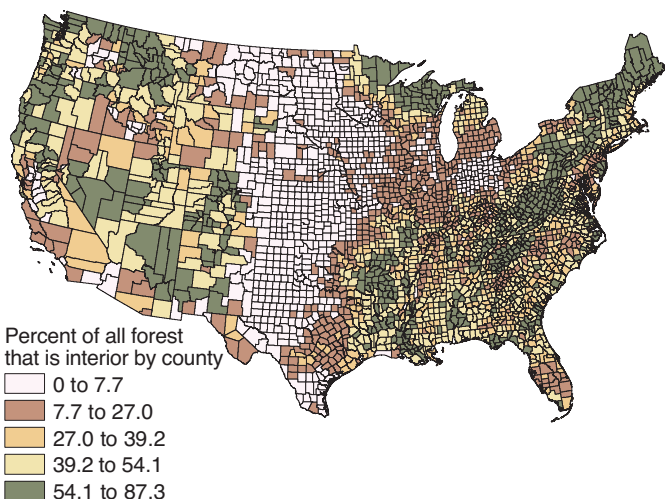 Percent of all forest
that is interior by county
0 to 7.7
7.7 to 27.0
27.0 to 39.2
39.2 to 54.1
54.1 to 87.3